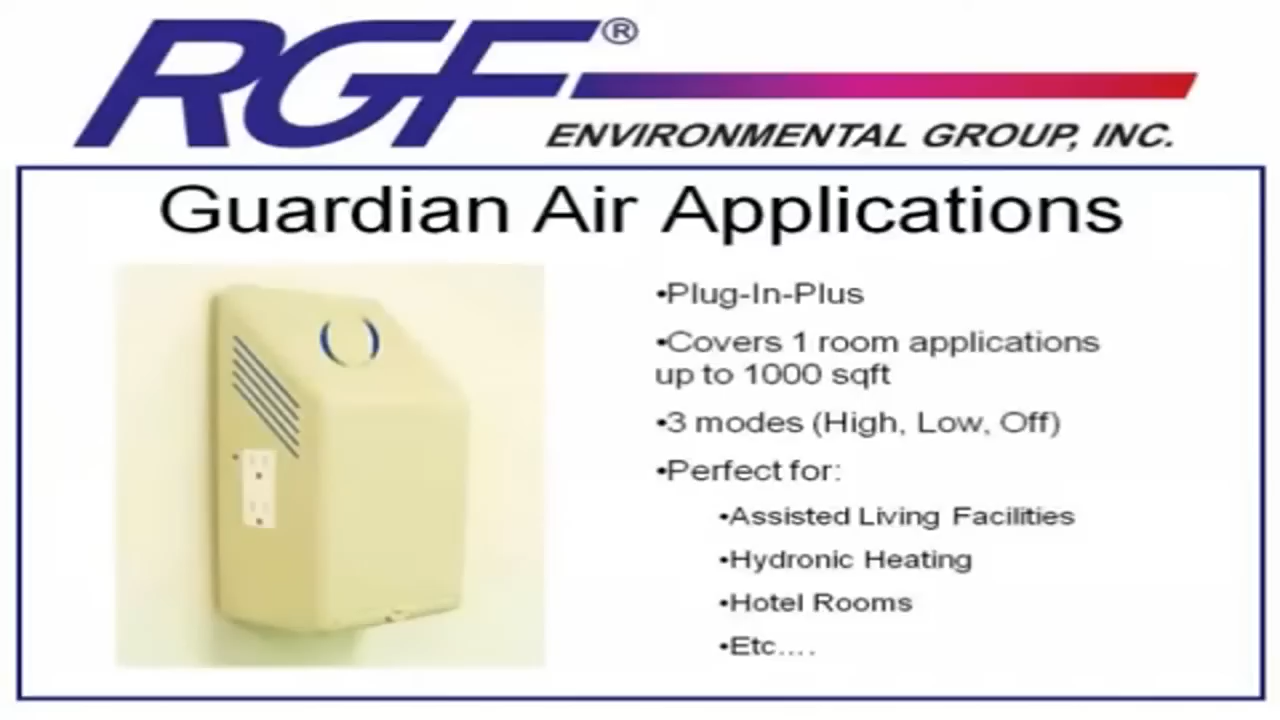 RGF®
ENVIRONMENTAL GROUP, INC.
Guardian Air Applications
•Plug-In-Plus
•Covers 1 room applications
up to 1000 sqft
•3 modes (High, Low, Off)
•Perfect for:
•Assisted Living Facilities
•Hydronic Heating
•Hotel Rooms
•Etc....